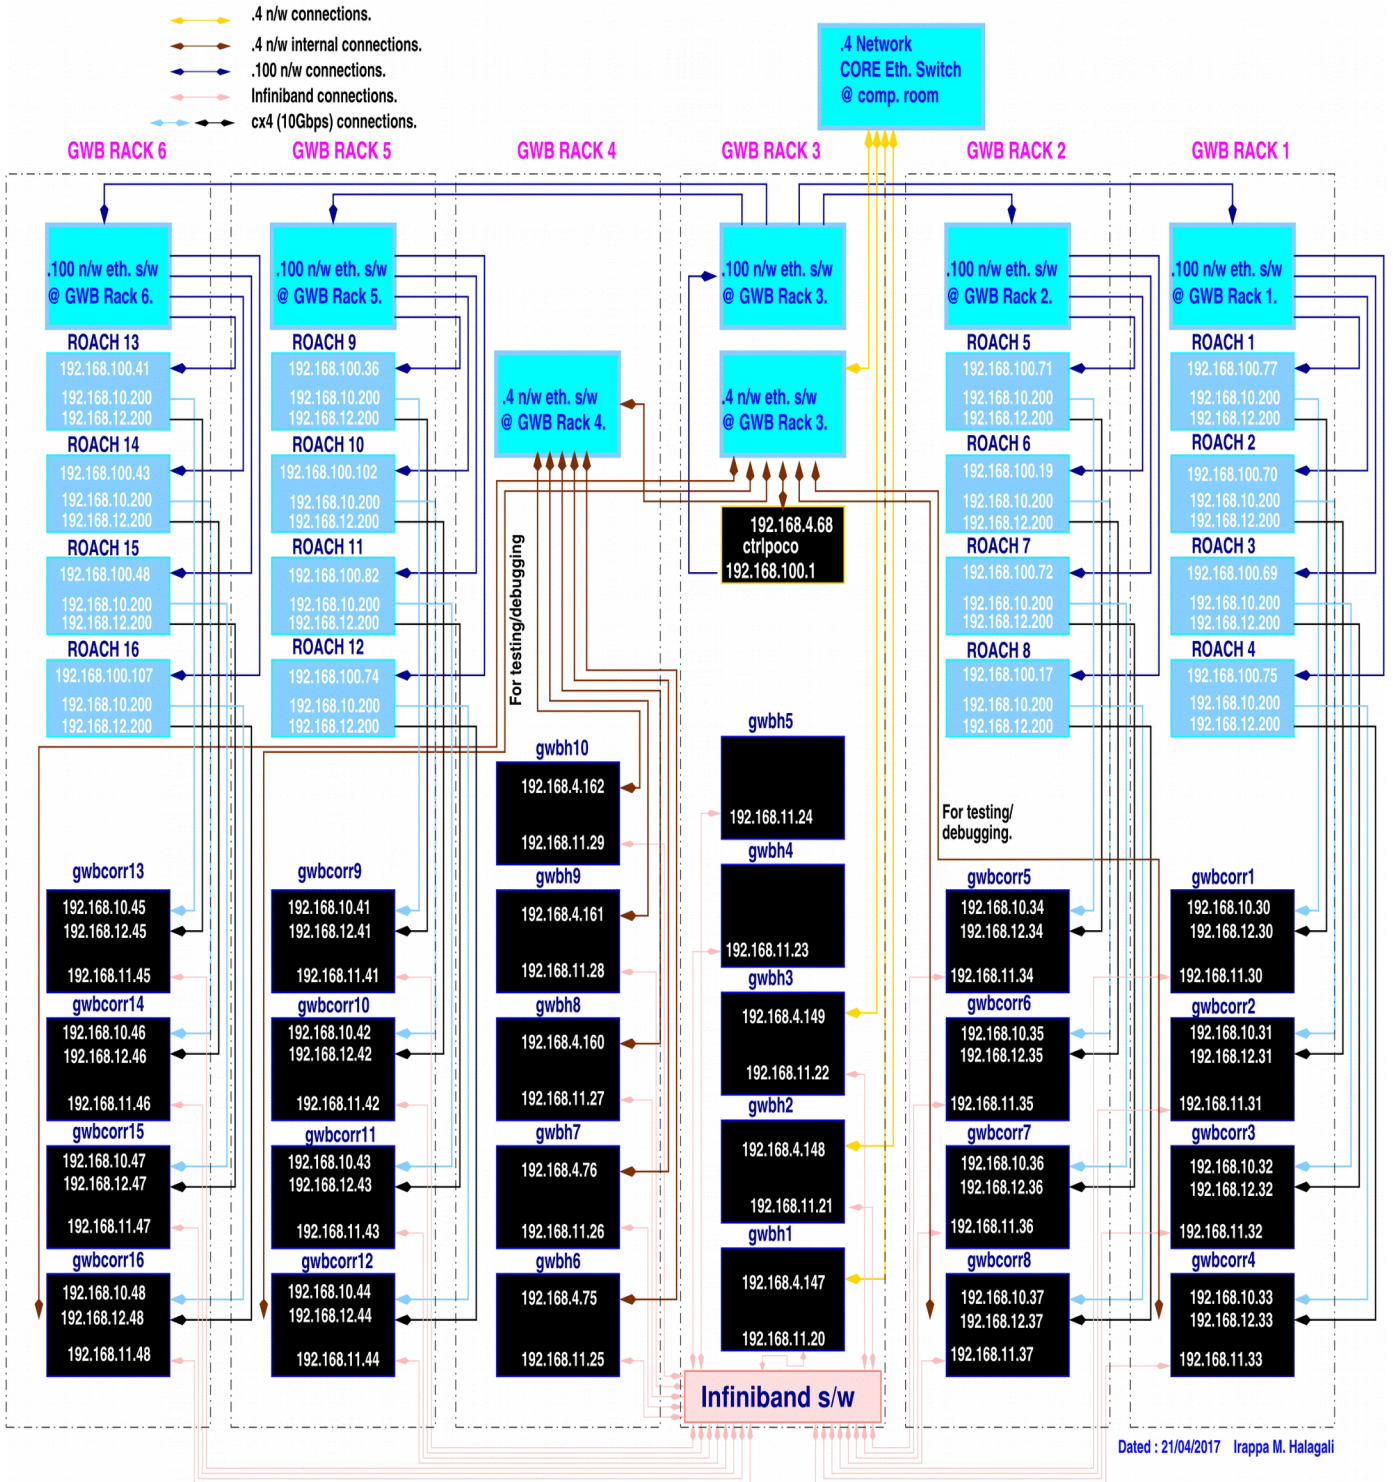 .4 n/w connections.
.4 n/w internal connections.
.100 n/w connections.
Infiniband connections.
cx4 (10Gbps) connections.
.4 Network
CORE Eth. Switch
@ comp. room
GWB RACK 6
GWB RACK 5
GWB RACK 4
GWB RACK 3
GWB RACK 2
GWB RACK 1
.100 n/w eth. s/w
@ GWB Rack 6.
ROACH 13
192.168.100.41
192.168.10.200
192.168.12.200
ROACH 14
192.168.100.43
192.168.10.200
192.168.12.200
ROACH 15
192.168.100.48
192.168.10.200
192.168.12.200
ROACH 16
192.168.100.107
192.168.10.200
192.168.12.200
gwbcorr13
192.168.10.45
192.168.12.45
192.168.11.45
gwbcorr14
192.168.10.46
192.168.12.46
192.168.11.46
gwbcorr15
192.168.10.47
192.168.12.47
192.168.11.47
gwbcorr16
192.168.10.48
192.168.12.48
192.168.11.48
.100 n/w eth. s/w
@ GWB Rack 5.
ROACH 9
192.168.100.36
192.168.10.200
192.168.12.200
ROACH 10
192.168.100.102
192.168.10.200
192.168.12.200
ROACH 11
192.168.100.82
192.168.10.200
192.168.12.200
ROACH 12
192.168.100.74
192.168.10.200
192.168.12.200
gwbcorr9
192.168.10.41
192.168.12.41
192.168.11.41
gwbcorr10
192.168.10.42
192.168.12.42
192.168.11.42
gwbcorr11
192.168.10.43
192.168.12.43
192.168.11.43
gwbcorr12
192.168.10.44
192.168.12.44
192.168.11.44
.4 n/w eth. s/w
@ GWB Rack 4.
For testing/debugging
gwbh10
192.168.4.162
192.168.11.29
gwbh9
192.168.4.161
192.168.11.28
gwbh8
192.168.4.160
192.168.11.27
gwbh7
192.168.4.76
192.168.11.26
gwbh6
192.168.4.75
192.168.11.25
.100 n/w eth. s/w
@ GWB Rack 3.
.4 n/w eth. s/w
@ GWB Rack 3.
192.168.4.68
ctrlpoco
192.168.100.1
gwbh5
192.168.11.24
gwbh4
192.168.11.23
gwbh3
192.168.4.149
192.168.11.22
gwbh2
192.168.4.148
192.168.11.21
gwbh1
192.168.4.147
192.168.11.20
Infiniband s/w
.100 n/w eth. s/w
@ GWB Rack 2.
ROACH 5
192.168.100.71
192.168.10.200
192.168.12.200
ROACH 6
192.168.100.19
192.168.10.200
192.168.12.200
ROACH 7
192.168.100.72
192.168.10.200
192.168.12.200
ROACH 8
192.168.100.17
192.168.10.200
192.168.12.200
For testing/
debugging.
gwbcorr5
192.168.10.34
192.168.12.34
192.168.11.34
gwbcorr6
192.168.10.35
192.168.12.35
192.168.11.35
gwbcorr7
192.168.10.36
192.168.12.36
192.168.11.36
gwbcorr8
192.168.10.37
192.168.12.37
192.168.11.37
.100 n/w eth. s/w
@ GWB Rack 1.
ROACH 1
192.168.100.77
192.168.10.200
192.168.12.200
ROACH 2
192.168.100.70
192.168.10.200
192.168.12.200
ROACH 3
192.168.100.69
192.168.10.200
192.168.12.200
ROACH 4
192.168.100.75
192.168.10.200
192.168.12.200
gwbcorr1
192.168.10.30
192.168.12.30
192.168.11.30
gwbcorr2
192.168.10.31
192.168.12.31
192.168.11.31
gwbcorr3
192.168.10.32
192.168.12.32
192.168.11.32
gwbcorr4
192.168.10.33
192.168.12.33
192.168.11.33
Dated : 21/04/2017 Irappa M. Halagali